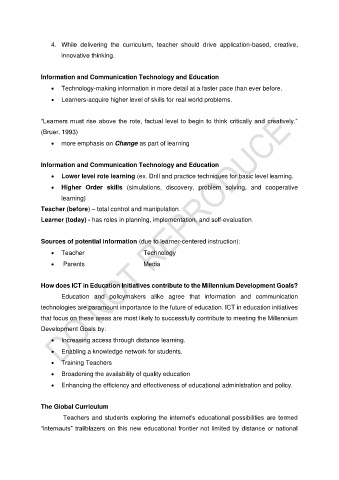 4. While delivering the curriculum, teacher should drive application-based, creative,
innovative thinking.
Information and Communication Technology and Education
• Technology-making information in more detail at a faster pace than ever before.
• Learners-acquire higher level of skills for real world problems.
"Learners must rise above the rote, factual level to begin to think critically and creatively."
(Bruer, 1993)
• more emphasis on Change as part of learning
Information and Communication Technology and Education
• Lower level rote learning (ex. Drill and practice techniques for basic level learning.
• Higher Order skills (simulations, discovery, problem solving, and cooperative
learning)
Teacher (before) – total control and manipulation.
Learner (today) - has roles in planning, implementation, and self-evaluation.
Sources of potential information (due to learner-centered instruction):
• Teacher Technology
• Parents Media
How does ICT in Education Initiatives contribute to the Millennium Development Goals?
Education and policymakers alike agree that information and communication
technologies are paramount importance to the future of education. ICT in education initiatives
that focus on these areas are most likely to successfully contribute to meeting the Millennium
Development Goals by:
• Increasing access through distance learning.
• Enabling a knowledge network for students.
• Training Teachers
• Broadening the availability of quality education
• Enhancing the efficiency and effectiveness of educational administration and policy.
The Global Curriculum
Teachers and students exploring the internet's educational possibilities are termed
"internauts" trailblazers on this new educational frontier not limited by distance or national
DO NOT REPRODUCE